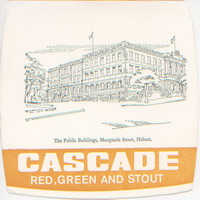 The Public Buildings, Macquarie Street, Hobart.
CASCADE
RED, GREEN AND STOUT